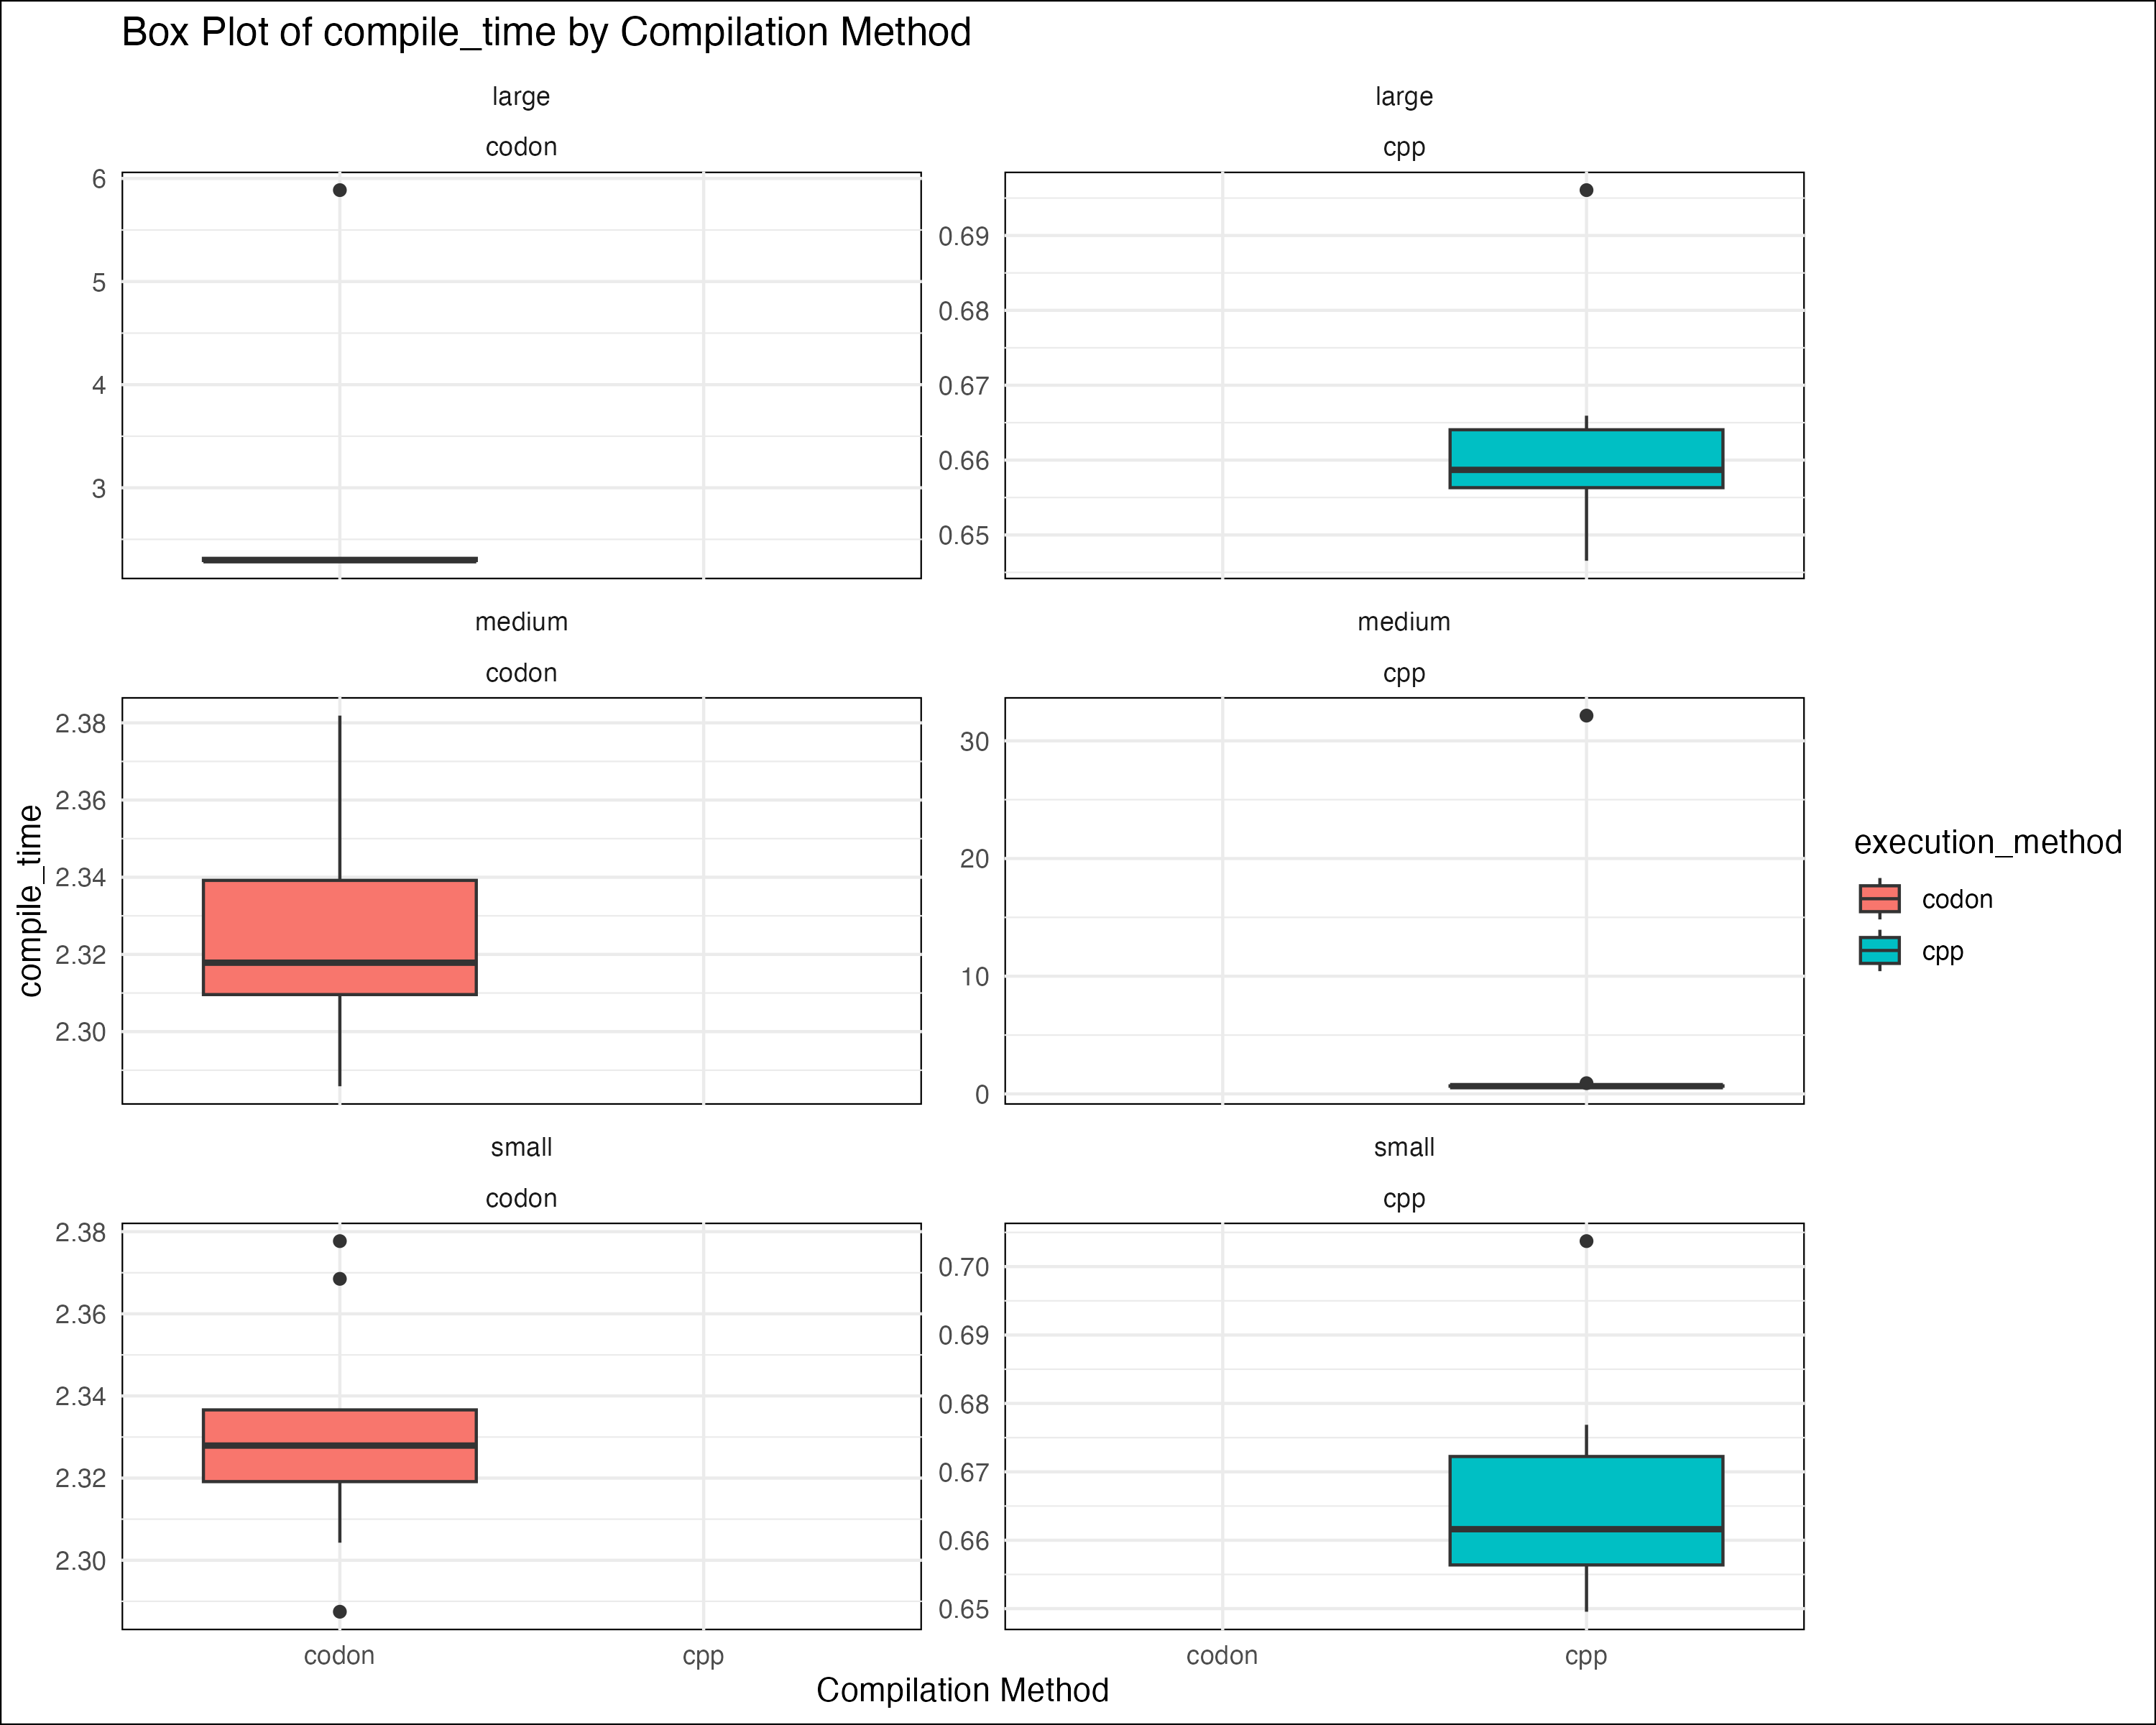 Box Plot of compile_time by Compilation Method
large
codon
6
5
4
3
large
cpp
0.69
0.68
0.67
0.66
0.65
medium
codon
2.38
2.36
2.34
2.32
2.30
medium
cpp
30
20
10
0
small
codon
2.38
2.36
2.34
2.32
2.30
codon
cpp
small
cpp
0.70
0.69
0.68
0.67
0.66
0.65
codon
cpp
compile_time
Compilation Method
execution_method
codon
cpp